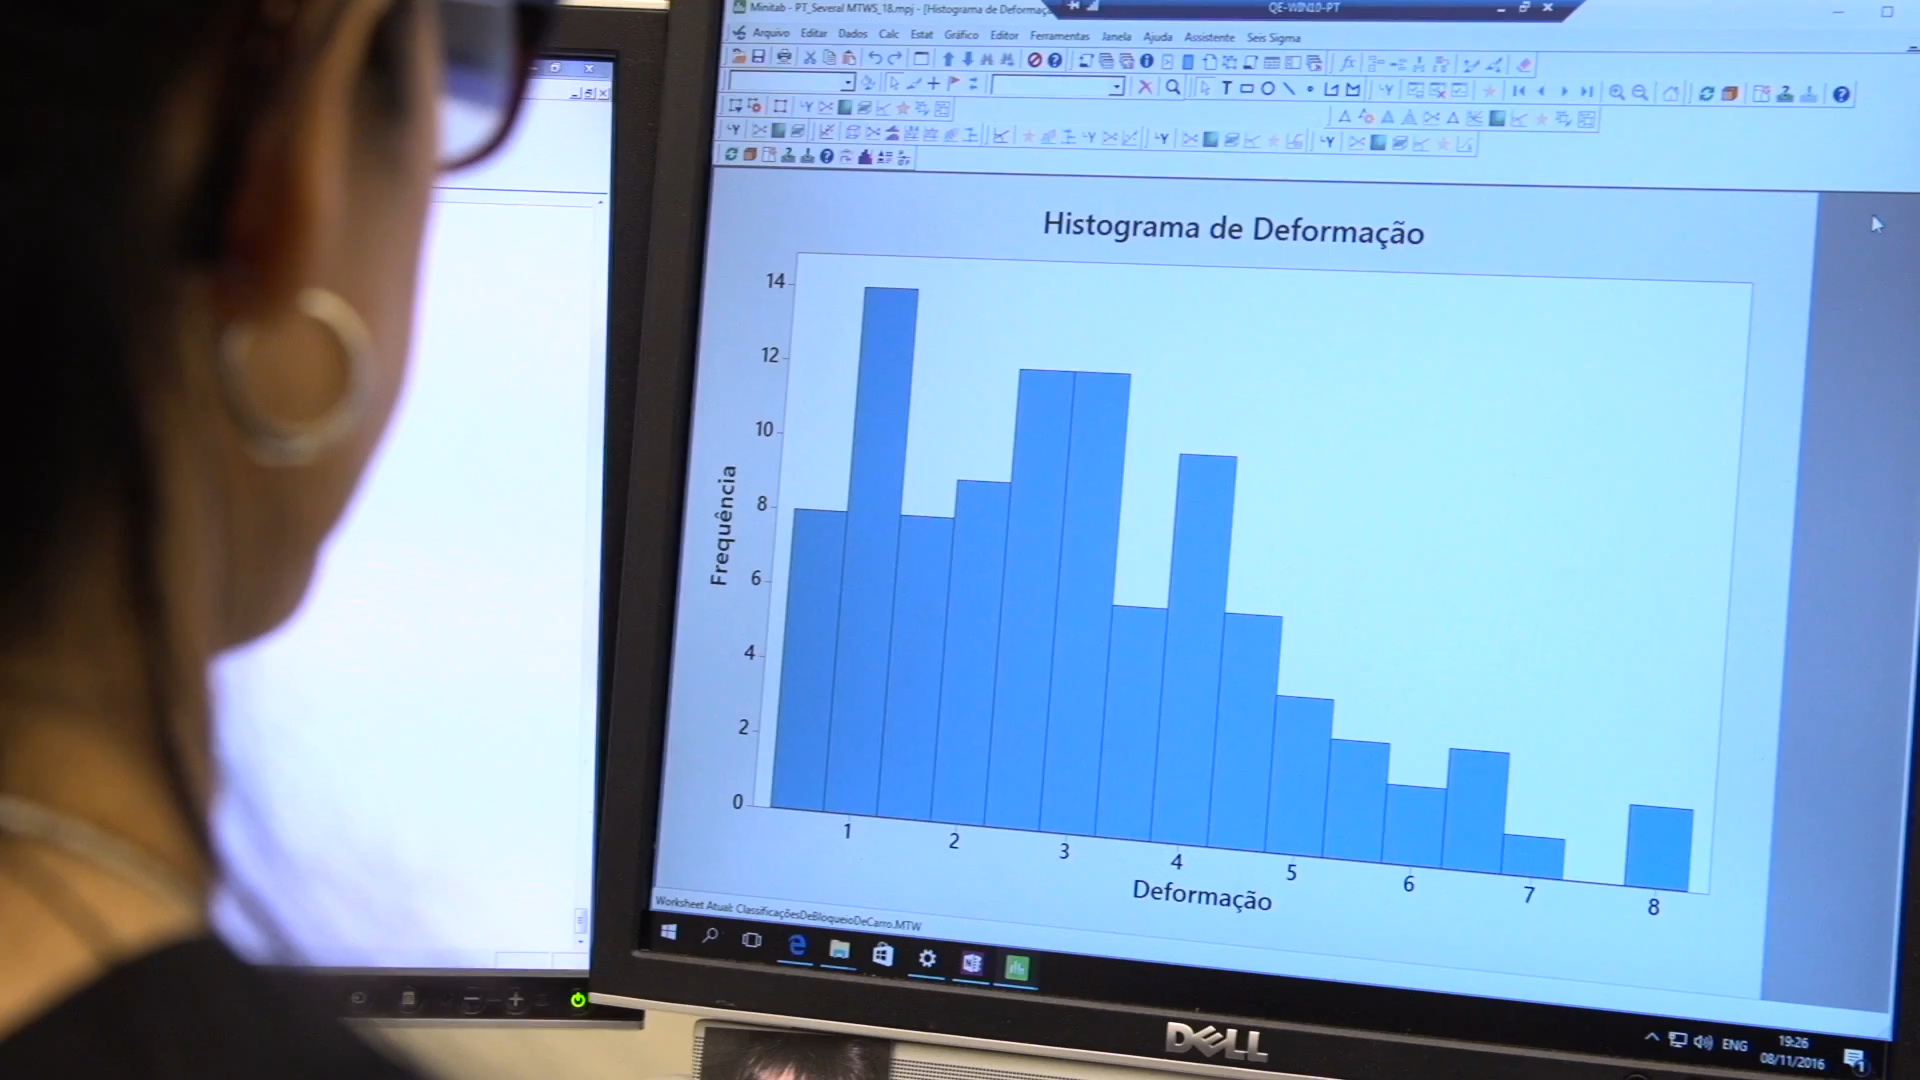 Minitab - PT_Several MTWS_18.mpj - [Histograma de Deformaç
QE-WIN10-PT
Arquivo Editar Dados Calc Estat Gráfico Editor Ferramentas Janela Ajuda Assistente Seis Sigma
Histograma de Deformação
14
12
10
8
6
4
2
0
Frequência
1 2 3 4 5 6 7 8
Deformação
Worksheet Atual: ClassificaçõesDeBloqueioDeCarro.MTW
ENG
19:26
08/11/2016
DELL